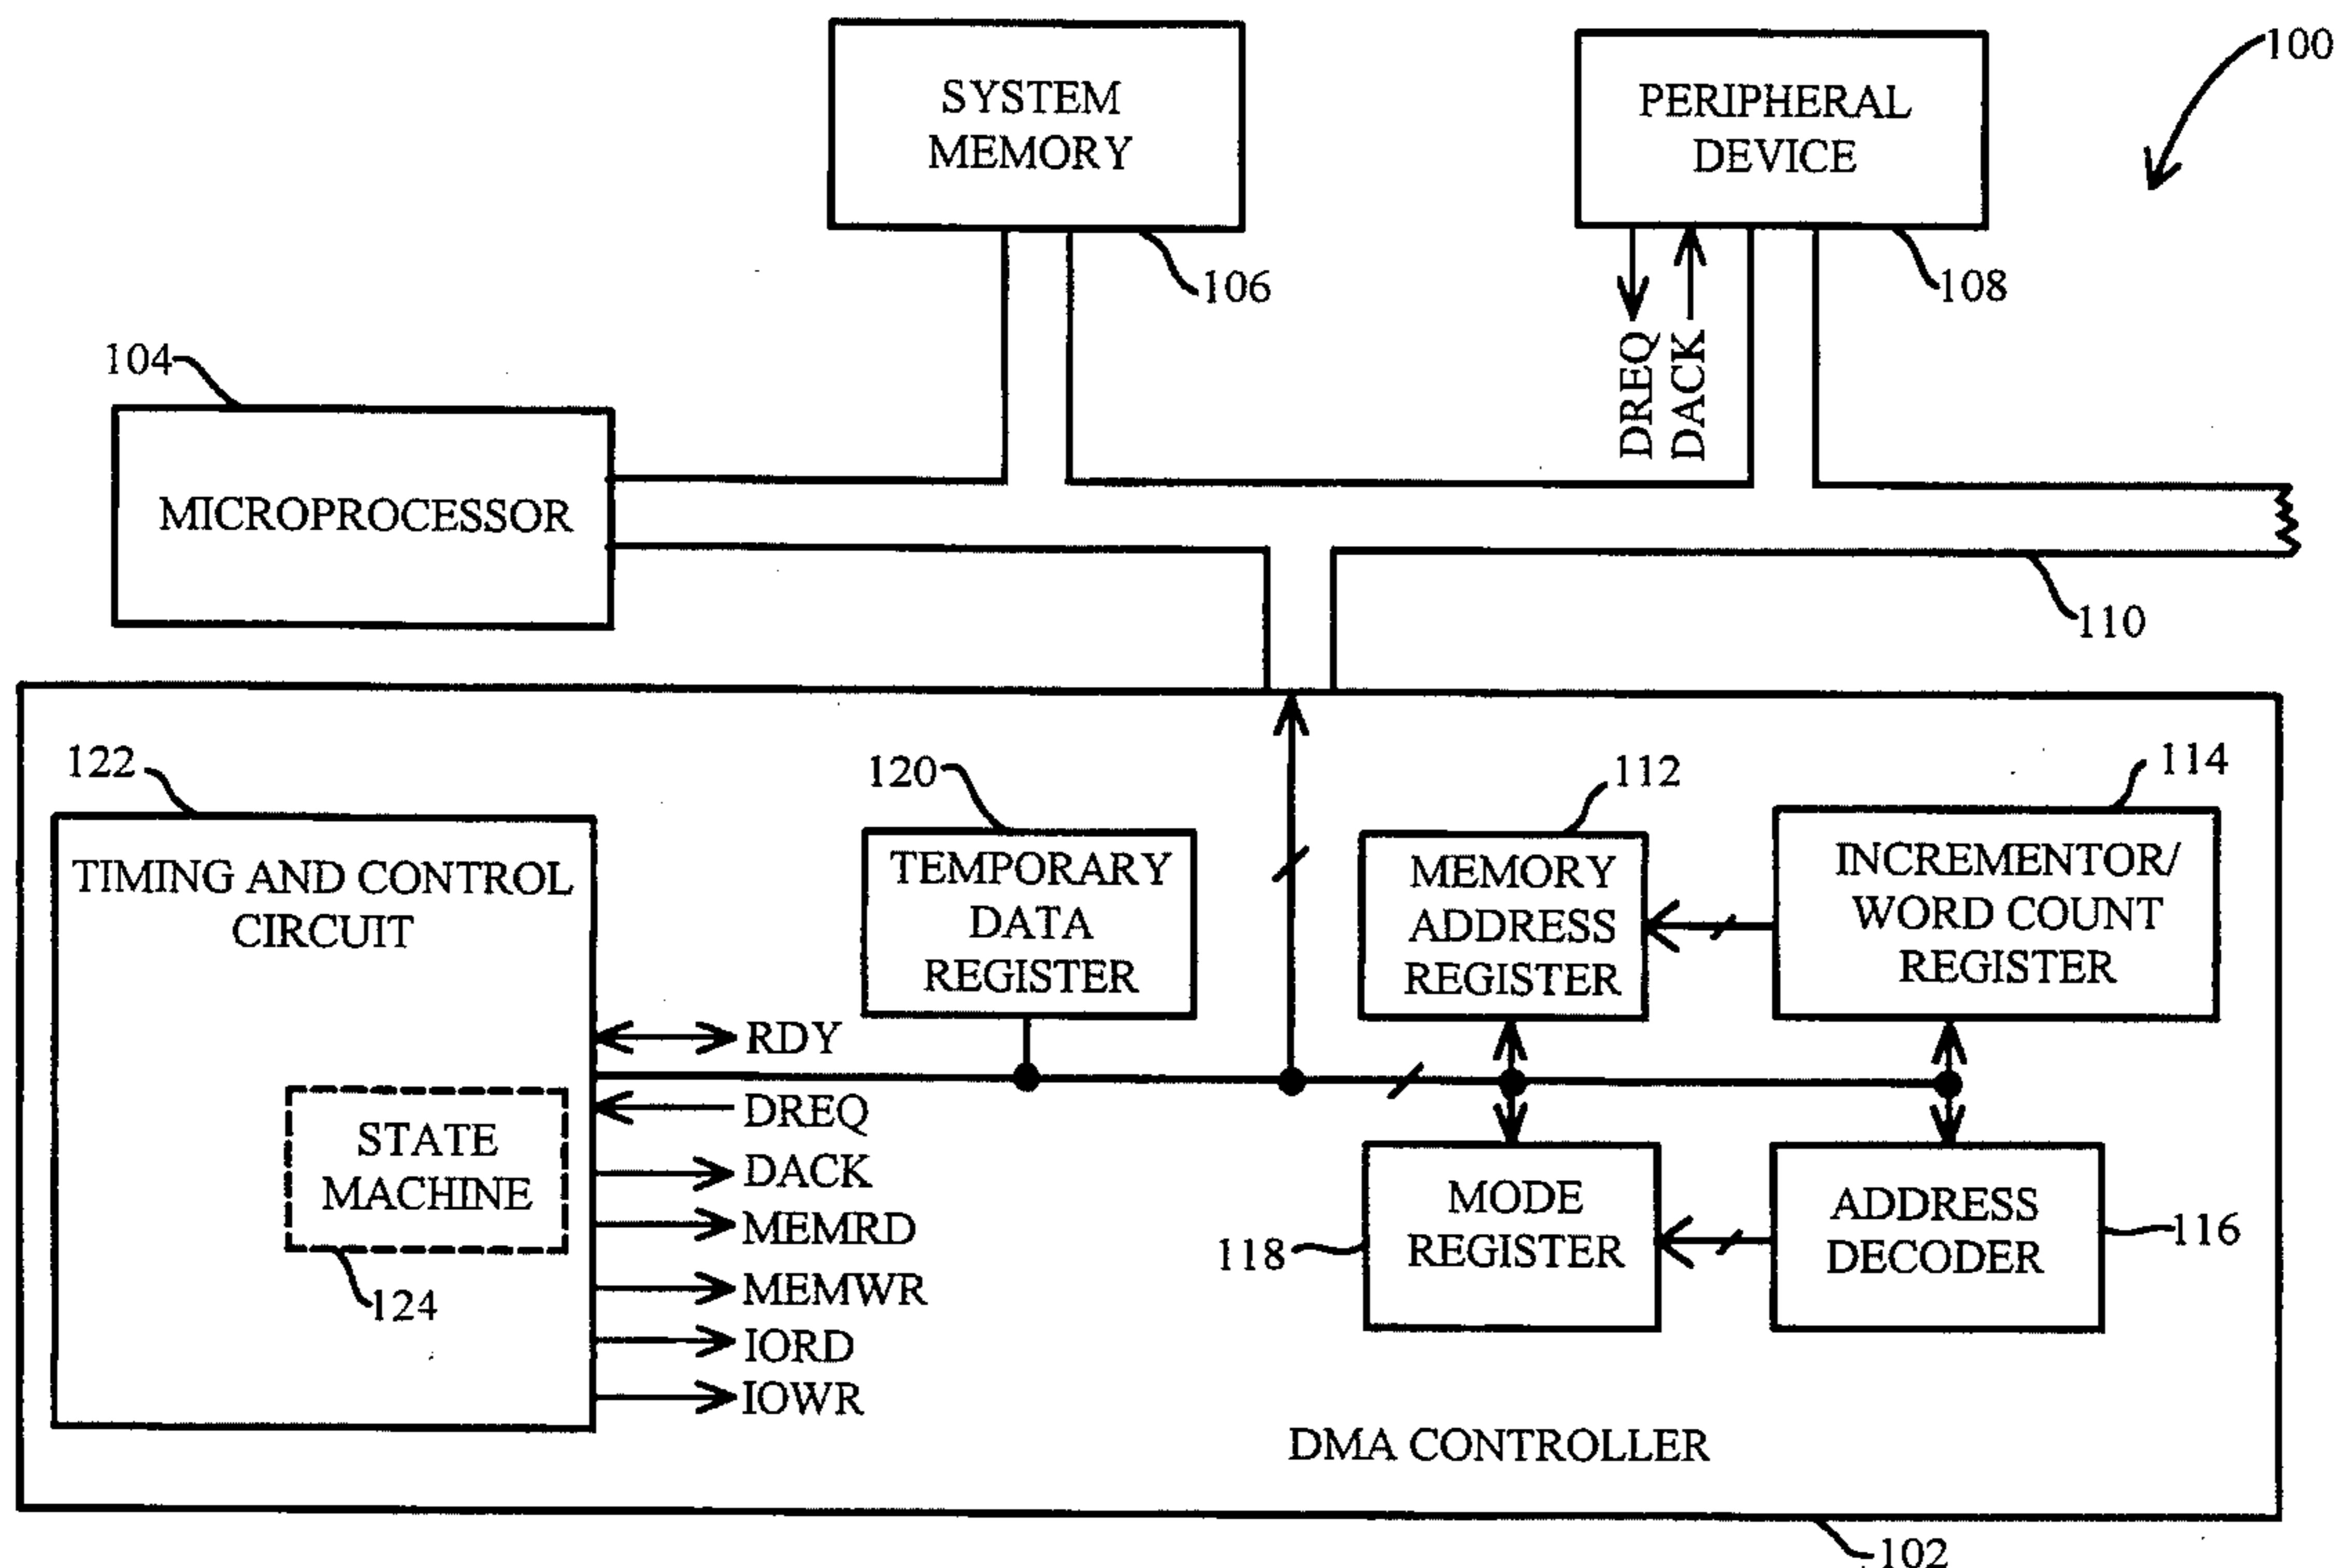 SYSTEM
MEMORY
106
PERIPHERAL
DEVICE
108
100
DREQ
DACK
104
MICROPROCESSOR
110
122
TIMING AND CONTROL
CIRCUIT
STATE
MACHINE
124
RDY
DREQ
DACK
MEMRD
MEMWR
IORD
IOWR
120
TEMPORARY
DATA
REGISTER
112
MEMORY
ADDRESS
REGISTER
114
INCREMENTOR/
WORD COUNT
REGISTER
118
MODE
REGISTER
ADDRESS
DECODER
116
DMA CONTROLLER
102